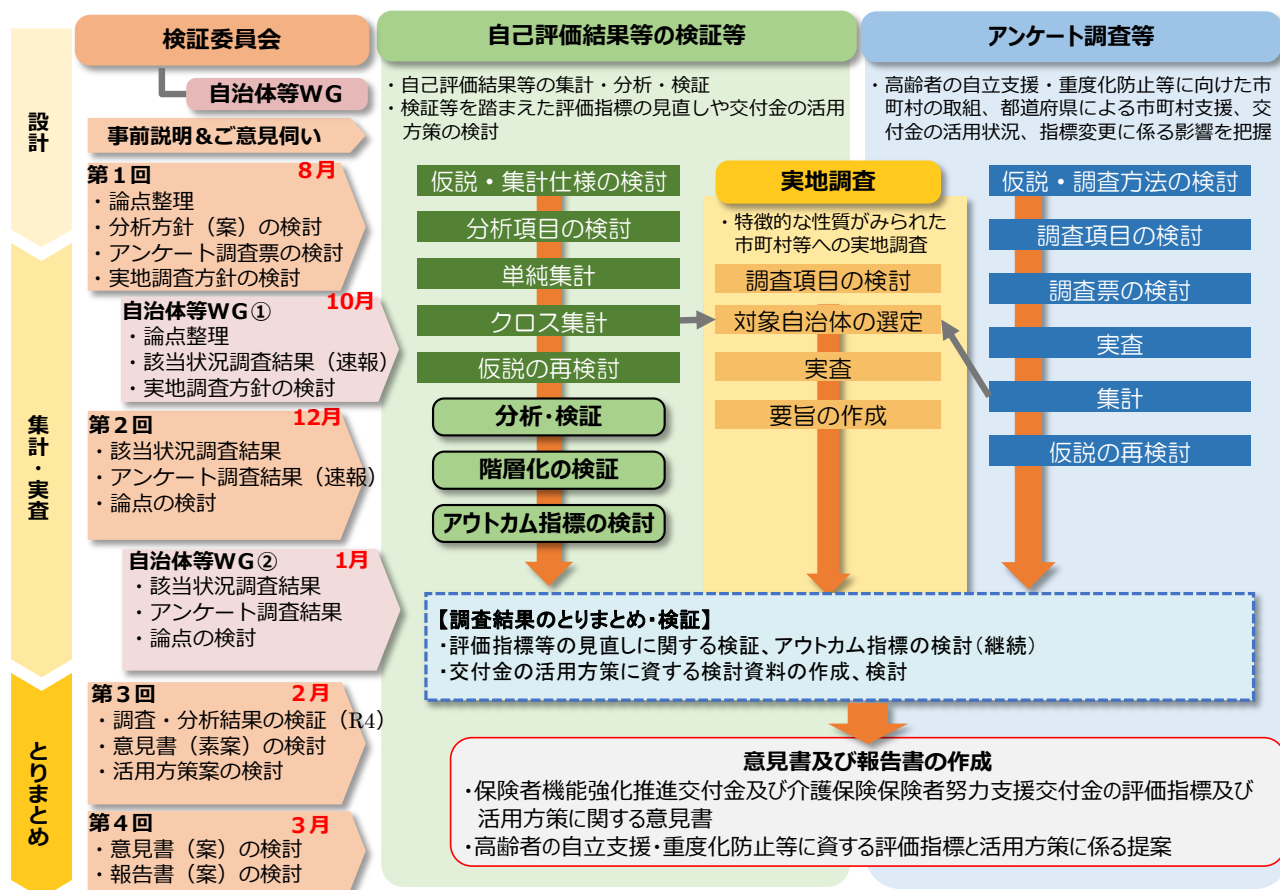 設計
集計・実査
とりまとめ
検証委員会
自治体等WG
事前説明&ご意見伺い
第1回
8月
・論点整理
・分析方針（案）の検討
・アンケート調査票の検討
・実地調査方針の検討
自治体等WG①
10月
・論点整理
・該当状況調査結果（速報）
・実地調査方針の検討
第2回
12月
・該当状況調査結果
・アンケート調査結果（速報）
・論点の検討
自治体等WG②
1月
・該当状況調査結果
・アンケート調査結果
・論点の検討
第3回
2月
・調査・分析結果の検証（R4）
・意見書（素案）の検討
・活用方策案の検討
第4回
3月
・意見書（案）の検討
・報告書（案）の検討
自己評価結果等の検証等
・自己評価結果等の集計・分析・検証
・検証等を踏まえた評価指標の見直しや交付金の活用
方策の検討
仮説・集計仕様の検討
分析項目の検討
単純集計
クロス集計
仮説の再検討
分析・検証
階層化の検証
アウトカム指標の検討
実地調査
・特徴的な性質がみられた
市町村等への実地調査
調査項目の検討
対象自治体の選定
実査
要旨の作成
アンケート調査等
・高齢者の自立支援・重度化防止等に向けた市
町村の取組、都道府県による市町村支援、交
付金の活用状況、指標変更に係る影響を把握
仮説・調査方法の検討
調査項目の検討
調査票の検討
実査
集計
仮説の再検討
【調査結果のとりまとめ・検証】
・評価指標等の見直しに関する検証、アウトカム指標の検討（継続）
・交付金の活用方策に資する検討資料の作成、検討
意見書及び報告書の作成
・保険者機能強化推進交付金及び介護保険保険者努力支援交付金の評価指標及び
活用方策に関する意見書
・高齢者の自立支援・重度化防止等に資する評価指標と活用方策に係る提案